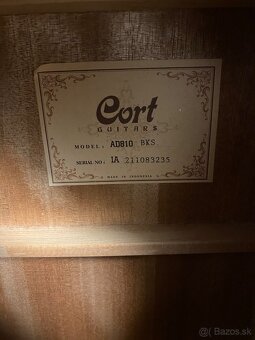 Cort
GUITARS
MODEL: AD810 BKS
SERIAL NO: IA 211083235
MADE IN INDONESIA
Bazos.sk